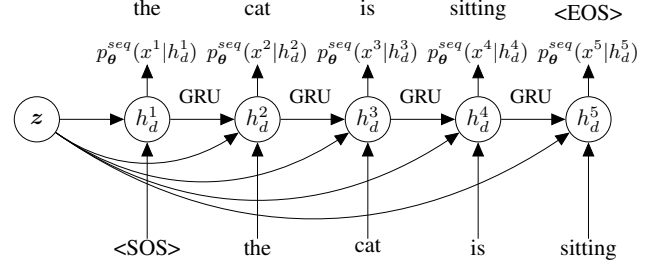 the cat is sitting <EOS>
p_θ^{seq}(x^1|h_d^1) p_θ^{seq}(x^2|h_d^2) p_θ^{seq}(x^3|h_d^3) p_θ^{seq}(x^4|h_d^4) p_θ^{seq}(x^5|h_d^5)
GRU GRU GRU GRU
z h_d^1 h_d^2 h_d^3 h_d^4 h_d^5
<SOS> the cat is sitting